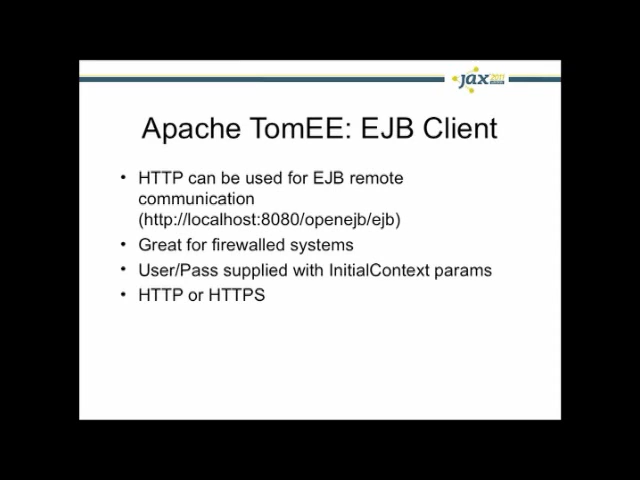 jax 2011
Apache TomEE: EJB Client
• HTTP can be used for EJB remote
communication
(http://localhost:8080/openejb/ejb)
• Great for firewalled systems
• User/Pass supplied with InitialContext params
• HTTP or HTTPS